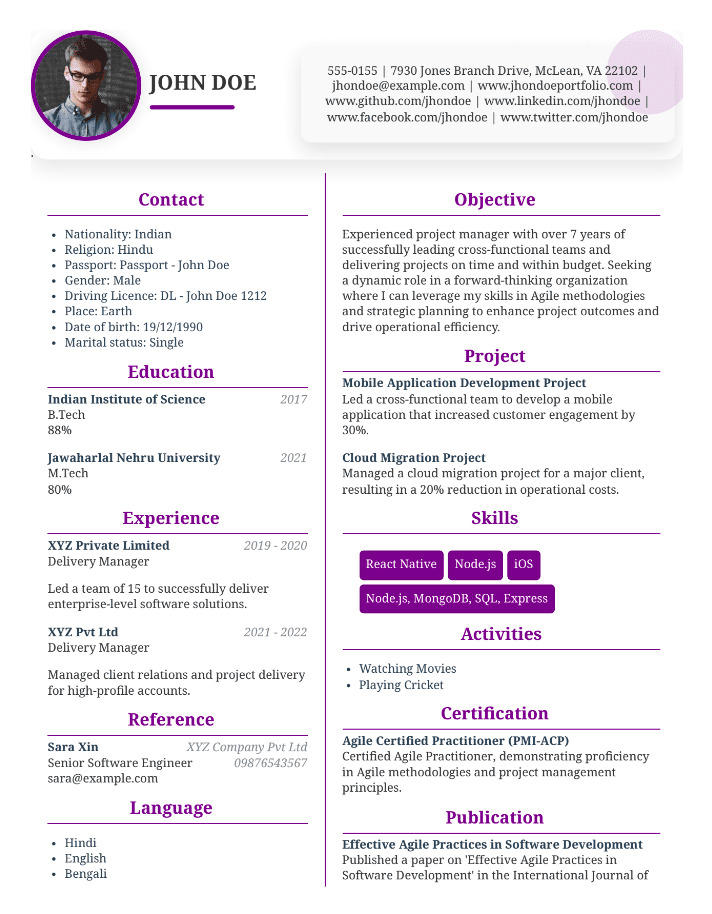 JOHN DOE
555-0155 | 7930 Jones Branch Drive, McLean, VA 22102 |
jhondoe@example.com | www.jhondoeportfolio.com |
www.github.com/jhondoe | www.linkedin.com/jhondoe |
www.facebook.com/jhondoe | www.twitter.com/jhondoe
Contact
• Nationality: Indian
• Religion: Hindu
• Passport: Passport - John Doe
• Gender: Male
• Driving Licence: DL - John Doe 1212
• Place: Earth
• Date of birth: 19/12/1990
• Marital status: Single
Education
Indian Institute of Science 2017
B.Tech
88%
Jawaharlal Nehru University 2021
M.Tech
80%
Experience
XYZ Private Limited 2019 - 2020
Delivery Manager
Led a team of 15 to successfully deliver
enterprise-level software solutions.
XYZ Pvt Ltd 2021 - 2022
Delivery Manager
Managed client relations and project delivery
for high-profile accounts.
Reference
Sara Xin XYZ Company Pvt Ltd
Senior Software Engineer 09876543567
sara@example.com
Language
• Hindi
• English
• Bengali
Objective
Experienced project manager with over 7 years of
successfully leading cross-functional teams and
delivering projects on time and within budget. Seeking
a dynamic role in a forward-thinking organization
where I can leverage my skills in Agile methodologies
and strategic planning to enhance project outcomes and
drive operational efficiency.
Project
Mobile Application Development Project
Led a cross-functional team to develop a mobile
application that increased customer engagement by
30%.
Cloud Migration Project
Managed a cloud migration project for a major client,
resulting in a 20% reduction in operational costs.
Skills
React Native Node.js iOS
Node.js, MongoDB, SQL, Express
Activities
• Watching Movies
• Playing Cricket
Certification
Agile Certified Practitioner (PMI-ACP)
Certified Agile Practitioner, demonstrating proficiency
in Agile methodologies and project management
principles.
Publication
Effective Agile Practices in Software Development
Published a paper on 'Effective Agile Practices in
Software Development' in the International Journal of